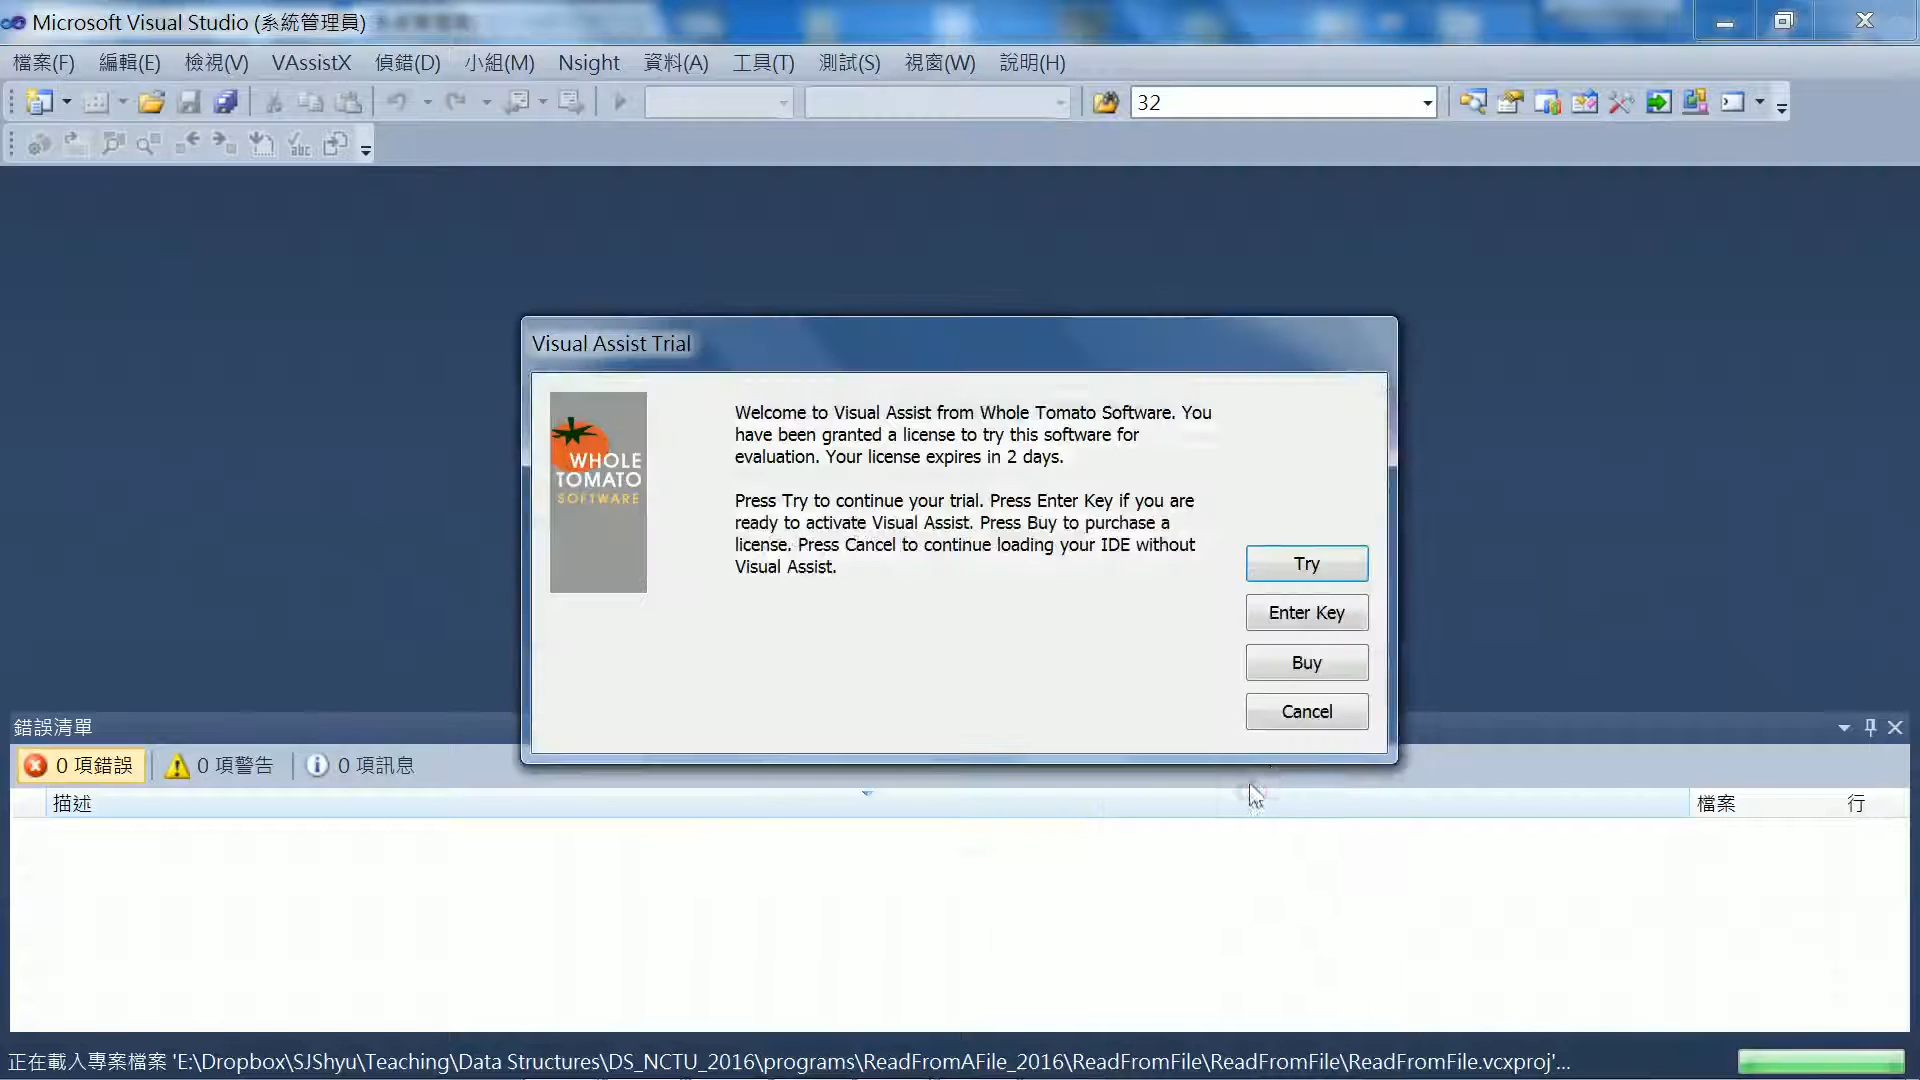 Microsoft Visual Studio (系統管理員)
檔案(F) 編輯(E) 檢視(V) VAssistX 偵錯(D) 小組(M) Nsight 資料(A) 工具(T) 測試(S) 視窗(W) 說明(H)
32
Visual Assist Trial
WHOLE
TOMATO
SOFTWARE
Welcome to Visual Assist from Whole Tomato Software. You
have been granted a license to try this software for
evaluation. Your license expires in 2 days.
Press Try to continue your trial. Press Enter Key if you are
ready to activate Visual Assist. Press Buy to purchase a
license. Press Cancel to continue loading your IDE without
Visual Assist.
Try
Enter Key
Buy
Cancel
錯誤清單
0 項錯誤 0 項警告 0 項訊息
描述 檔案 行
正在載入專案檔案 'E:\Dropbox\SJShyu\Teaching\Data Structures\DS_NCTU_2016\programs\ReadFromAFile_2016\ReadFromFile\ReadFromFile\ReadFromFile.vcxproj'...